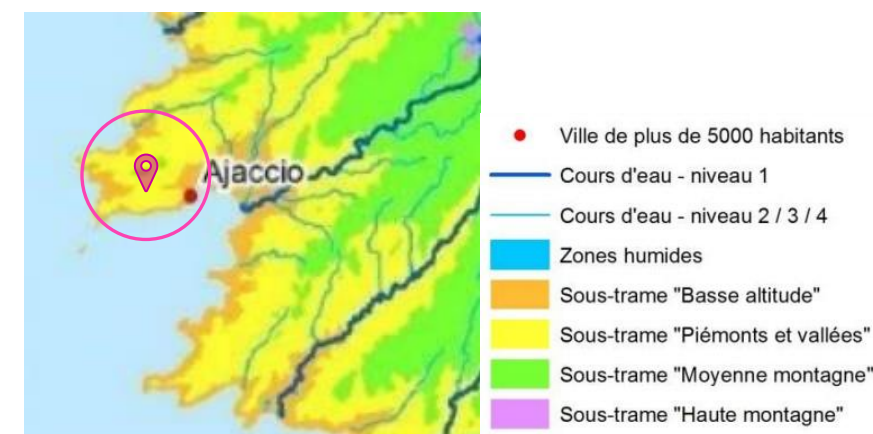 Ajaccio
Ville de plus de 5000 habitants
Cours d'eau - niveau 1
Cours d'eau - niveau 2 / 3 / 4
Zones humides
Sous-trame "Basse altitude"
Sous-trame "Piémonts et vallées"
Sous-trame "Moyenne montagne"
Sous-trame "Haute montagne"